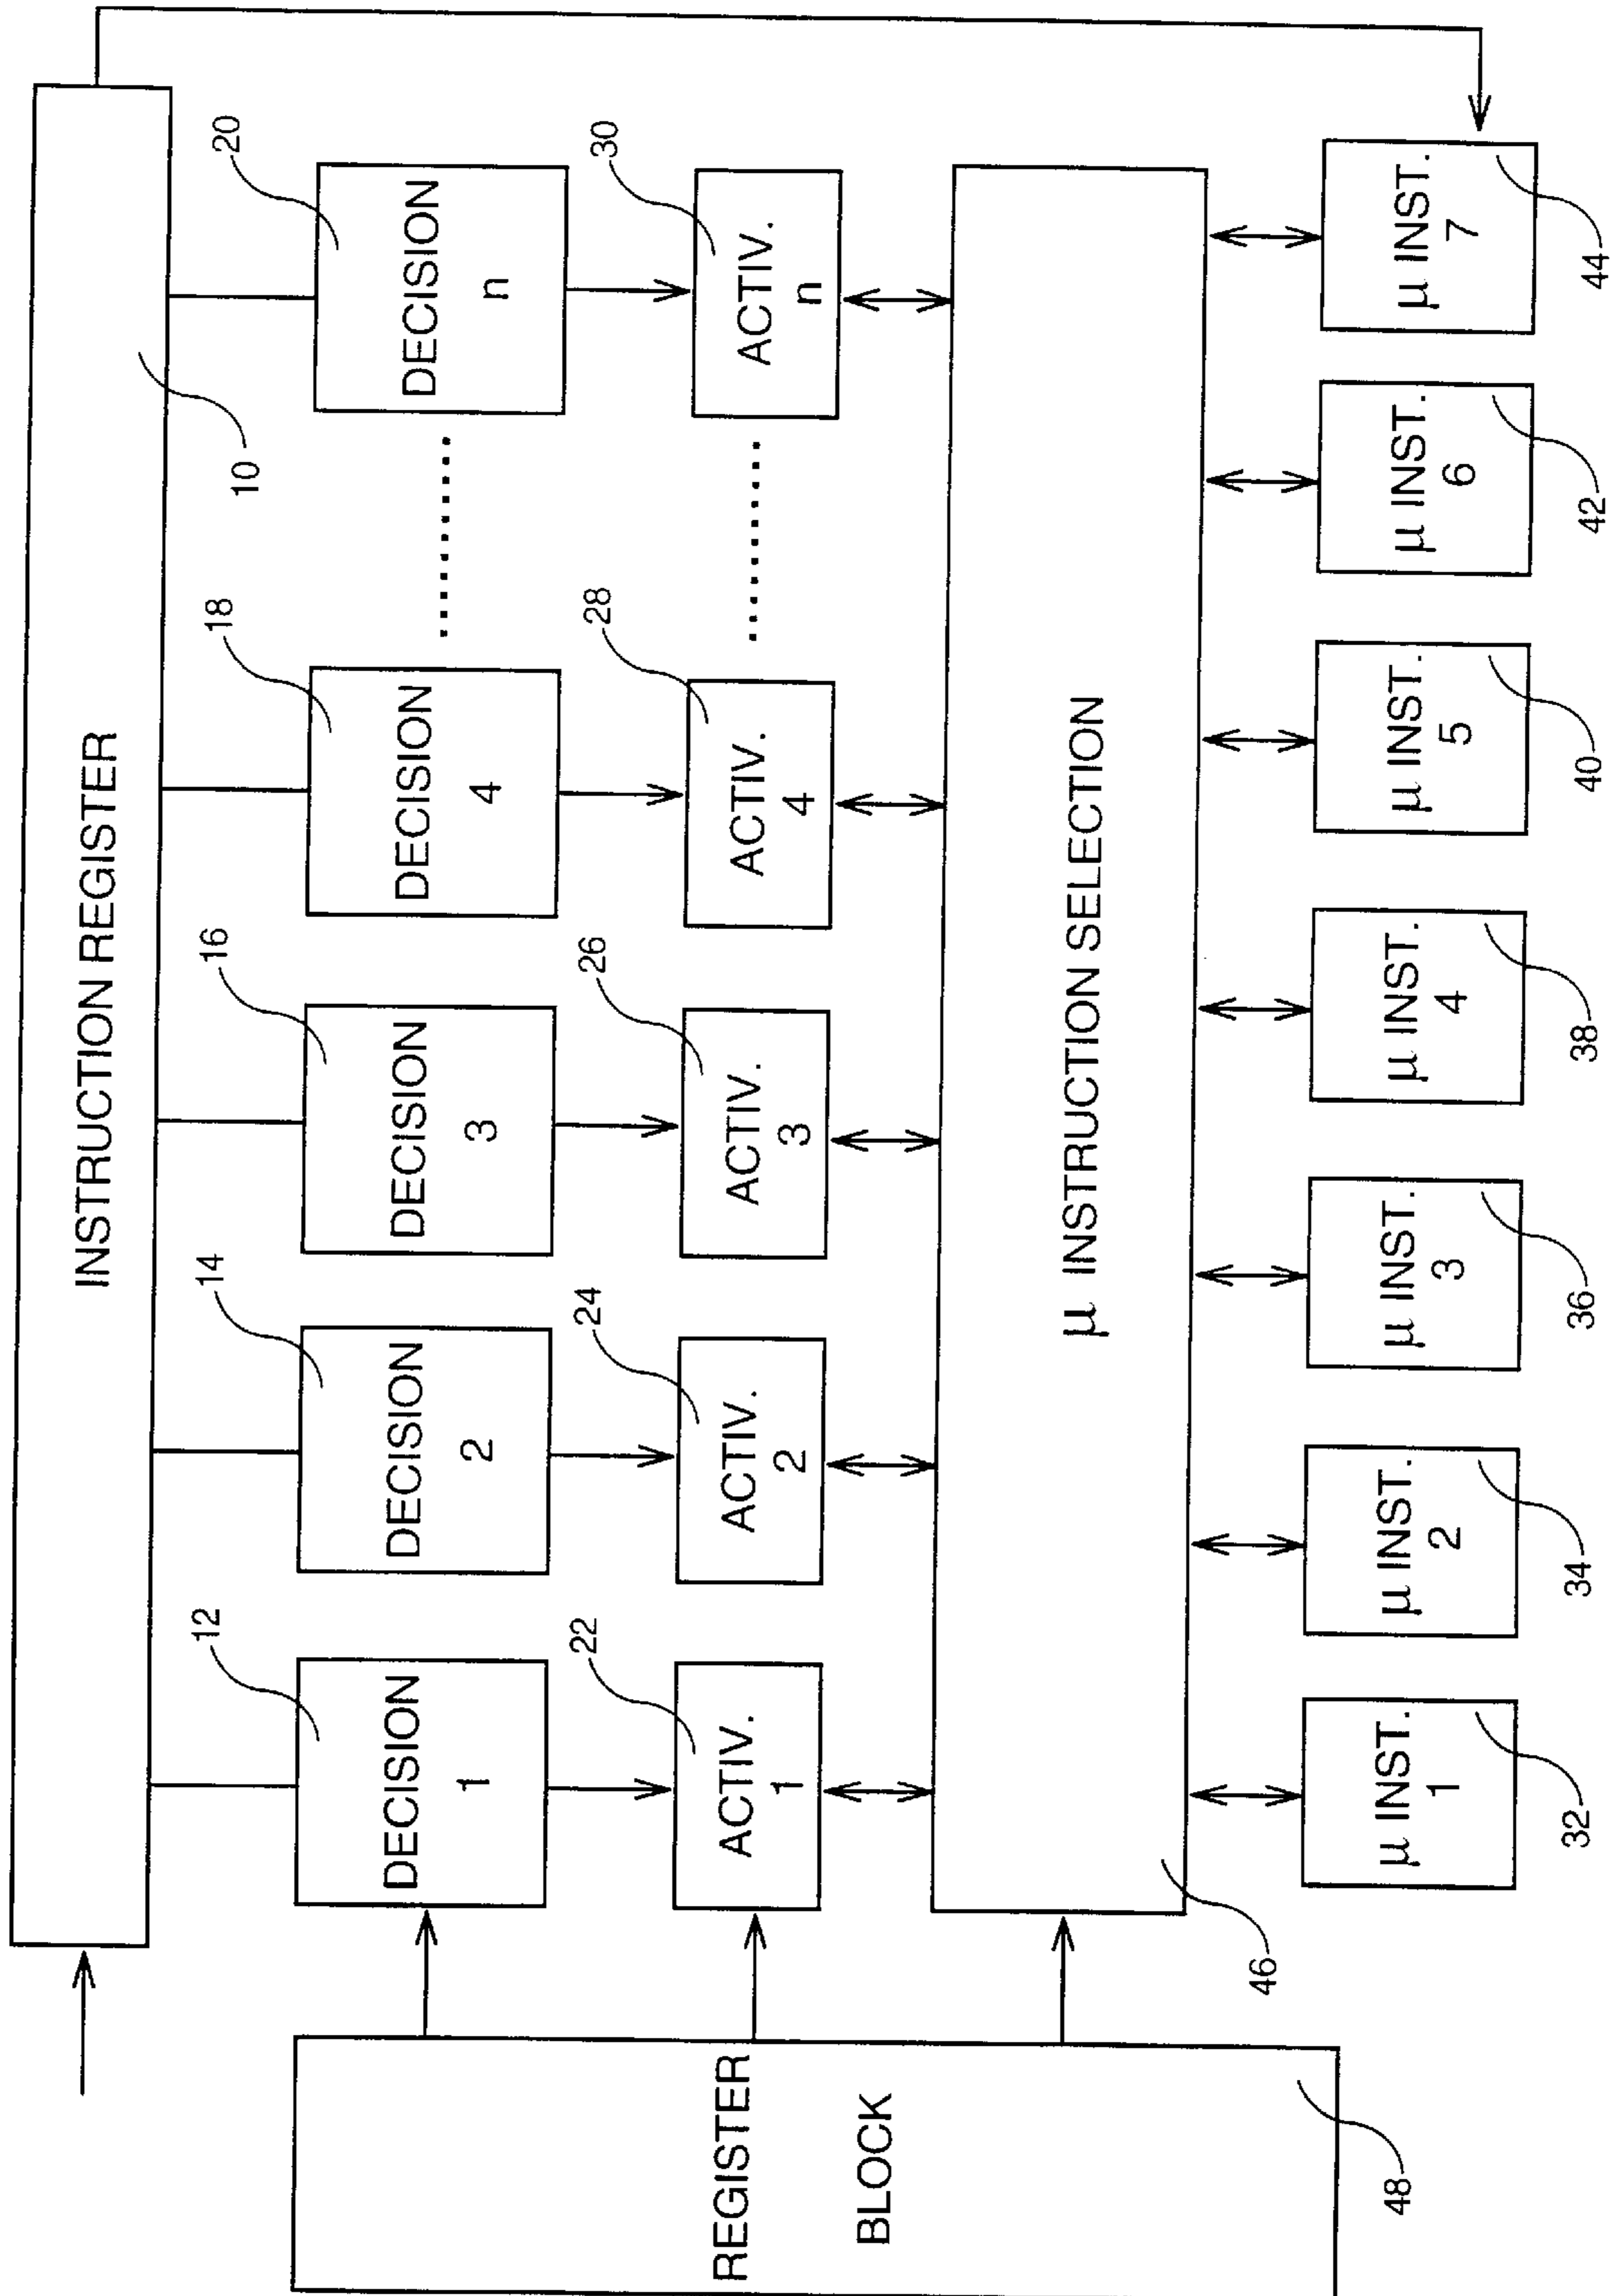 INSTRUCTION REGISTER
10
12
14
16
18
20
DECISION
1
DECISION
2
DECISION
3
DECISION
4
..........
DECISION
n
22
24
26
28
30
ACTIV.
1
ACTIV.
2
ACTIV.
3
ACTIV.
4
..........
ACTIV.
n
REGISTER
BLOCK
48
µ INSTRUCTION SELECTION
46
µ INST.
1
µ INST.
2
µ INST.
3
µ INST.
4
µ INST.
5
µ INST.
6
µ INST.
7
32
34
36
38
40
42
44